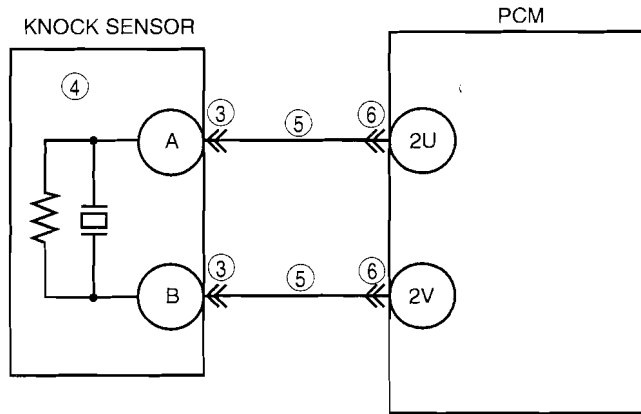 KNOCK SENSOR
PCM
④
③ ⑤ ⑥
A 2U
③ ⑤ ⑥
B 2V